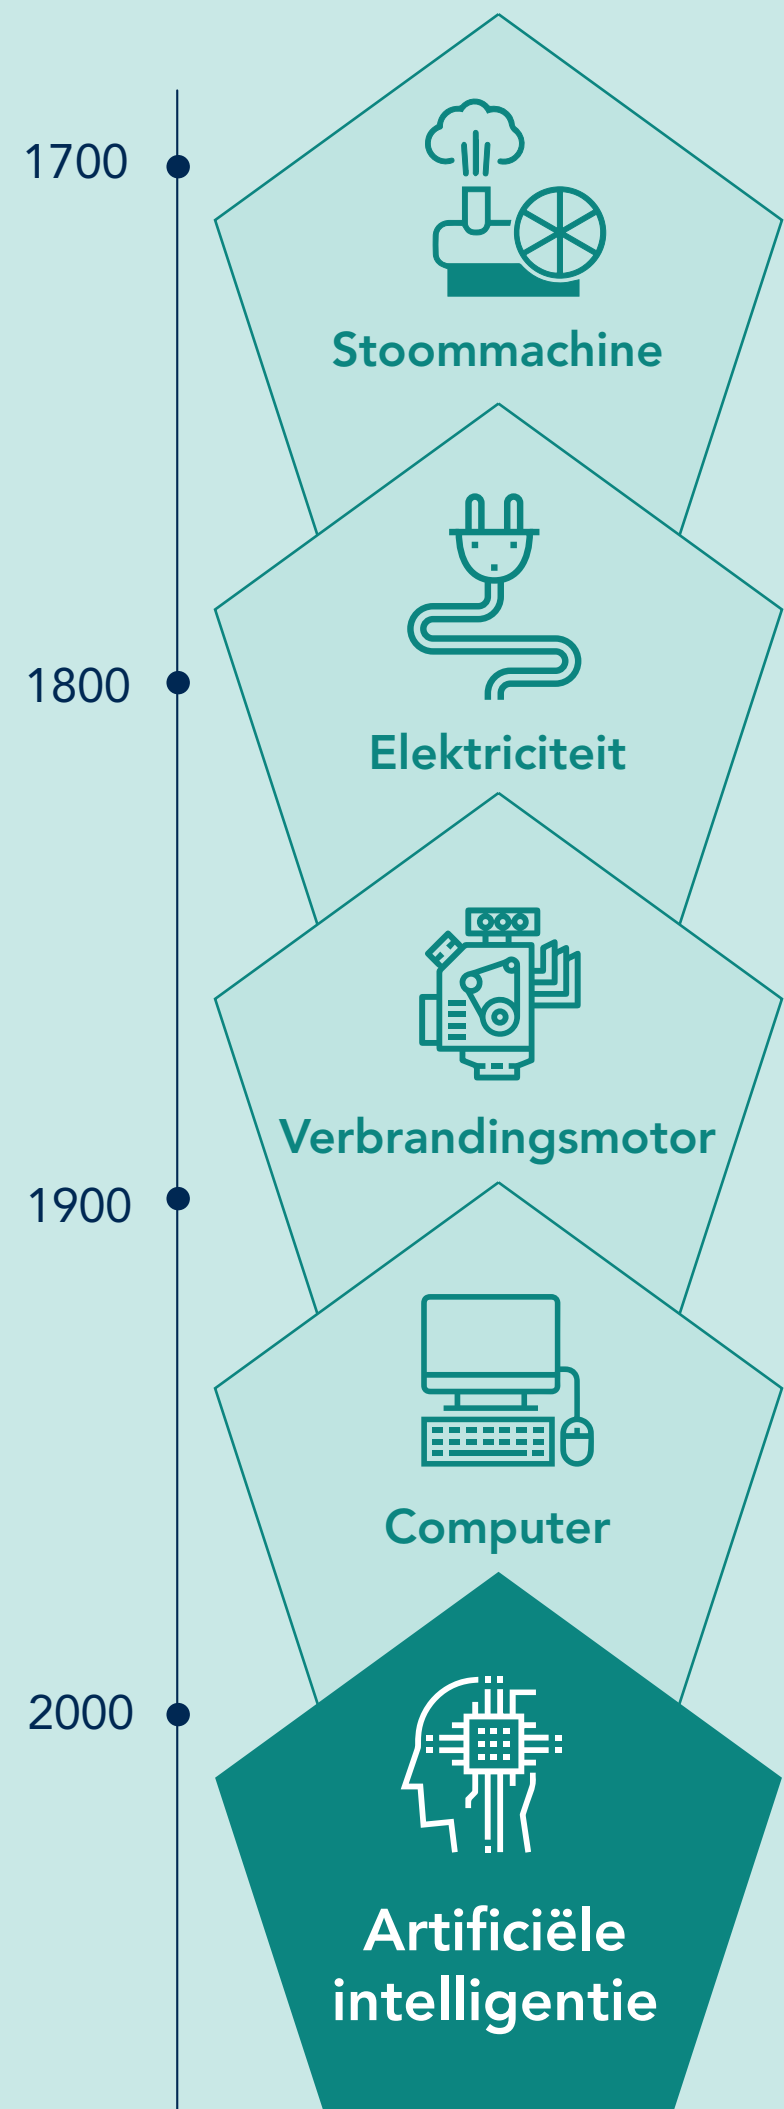 1700
Stoommachine
1800
Elektriciteit
Verbrandingsmotor
1900
Computer
2000
Artificiële
intelligentie